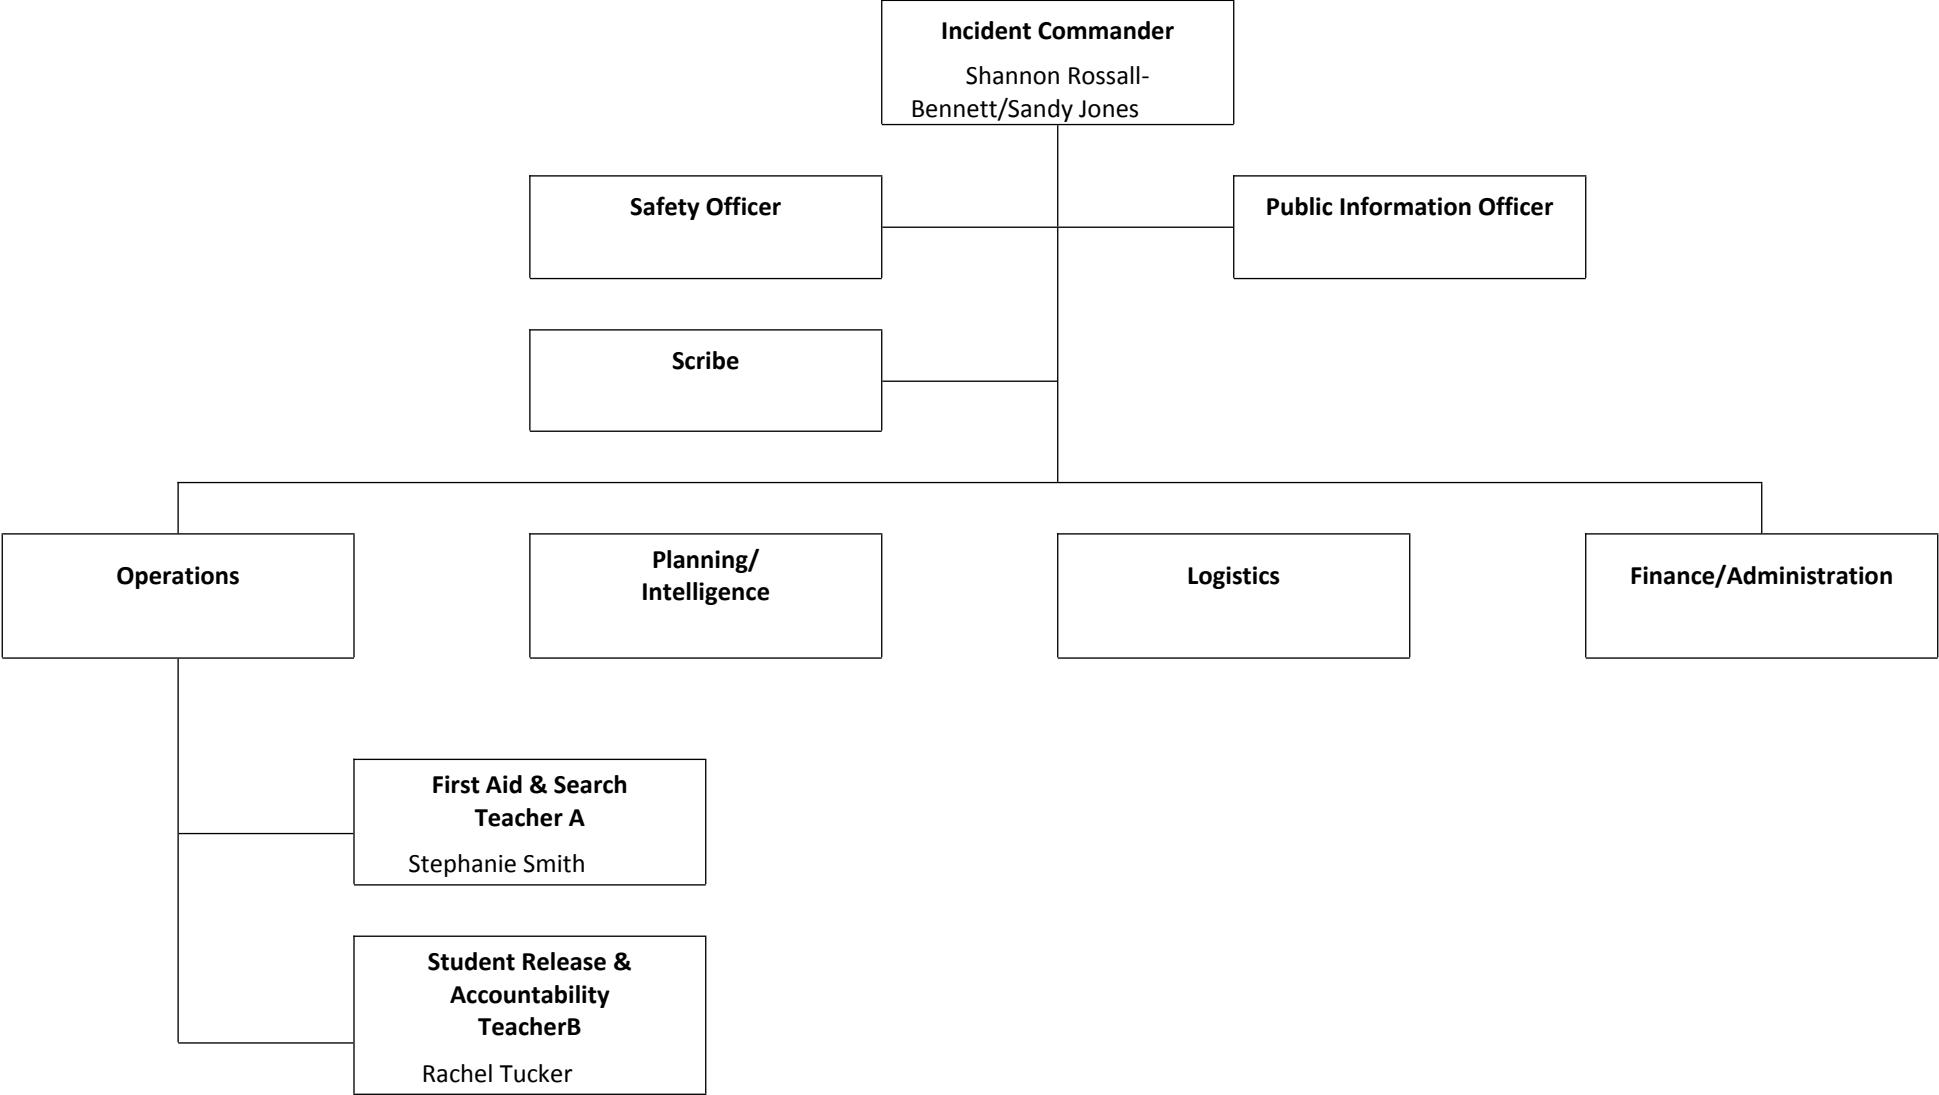 Incident Commander
Shannon Rossall-
Bennett/Sandy Jones
Safety Officer
Public Information Officer
Scribe
Operations
Planning/
Intelligence
Logistics
Finance/Administration
First Aid & Search
Teacher A
Stephanie Smith
Student Release &
Accountability
TeacherB
Rachel Tucker